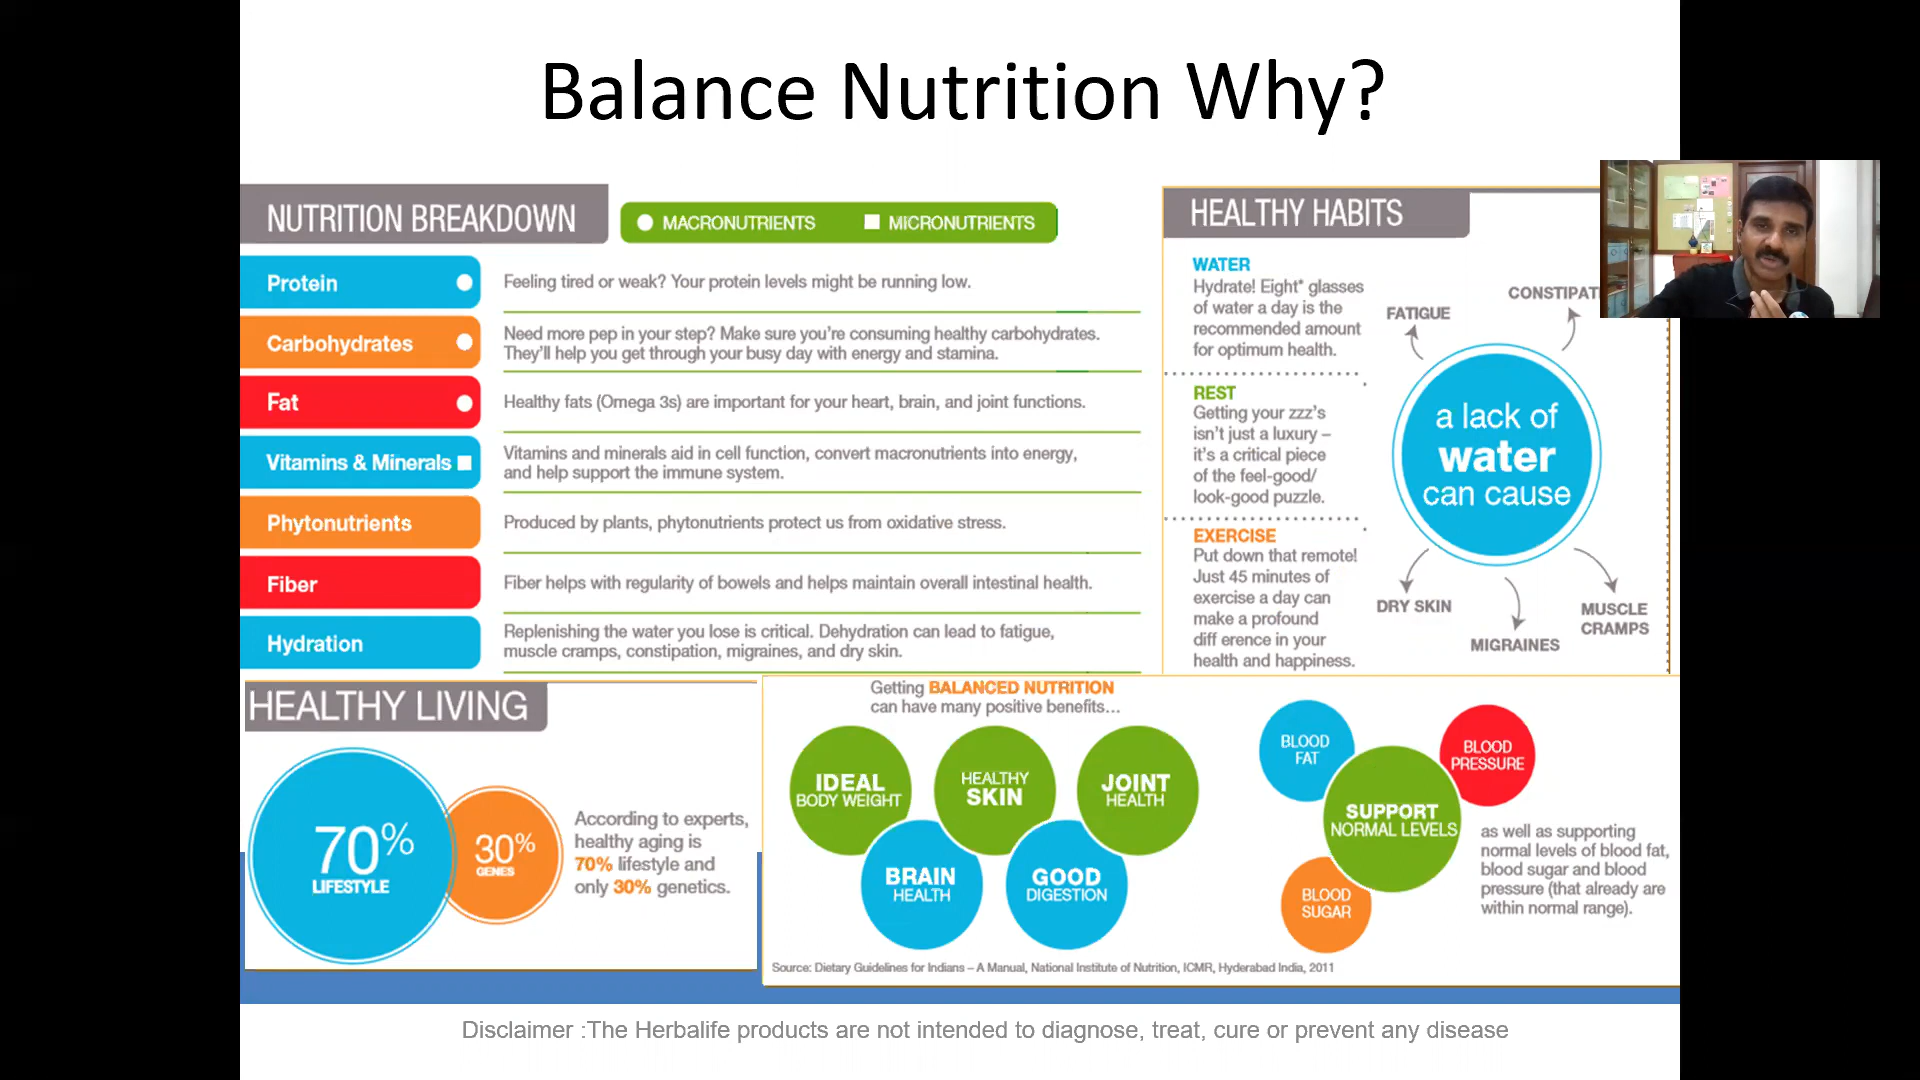 Balance Nutrition Why?
NUTRITION BREAKDOWN
MACRONUTRIENTS
MICRONUTRIENTS
Protein
Feeling tired or weak? Your protein levels might be running low.
Carbohydrates
Need more pep in your step? Make sure you're consuming healthy carbohydrates.
They'll help you get through your busy day with energy and stamina.
Fat
Healthy fats (Omega 3s) are important for your heart, brain, and joint functions.
Vitamins & Minerals
Vitamins and minerals aid in cell function, convert macronutrients into energy,
and help support the immune system.
Phytonutrients
Produced by plants, phytonutrients protect us from oxidative stress.
Fiber
Fiber helps with regularity of bowels and helps maintain overall intestinal health.
Hydration
Replenishing the water you lose is critical. Dehydration can lead to fatigue,
muscle cramps, constipation, migraines, and dry skin.
HEALTHY HABITS
WATER
Hydrate! Eight* glasses
of water a day is the
recommended amount
for optimum health.
REST
Getting your zzz's
isn't just a luxury –
it's a critical piece
of the feel-good/
look-good puzzle.
EXERCISE
Put down that remote!
Just 45 minutes of
exercise a day can
make a profound
diff erence in your
health and happiness.
FATIGUE
CONSTIPATI
a lack of
water
can cause
DRY SKIN
MIGRAINES
MUSCLE
CRAMPS
HEALTHY LIVING
70%
LIFESTYLE
30%
GENES
According to experts,
healthy aging is
70% lifestyle and
only 30% genetics.
Getting BALANCED NUTRITION
can have many positive benefits...
IDEAL
BODY WEIGHT
HEALTHY
SKIN
JOINT
HEALTH
BRAIN
HEALTH
GOOD
DIGESTION
BLOOD
FAT
BLOOD
PRESSURE
SUPPORT
NORMAL LEVELS
BLOOD
SUGAR
as well as supporting
normal levels of blood fat,
blood sugar and blood
pressure (that already are
within normal range).
Source: Dietary Guidelines for Indians – A Manual, National Institute of Nutrition, ICMR, Hyderabad India, 2011
Disclaimer :The Herbalife products are not intended to diagnose, treat, cure or prevent any disease